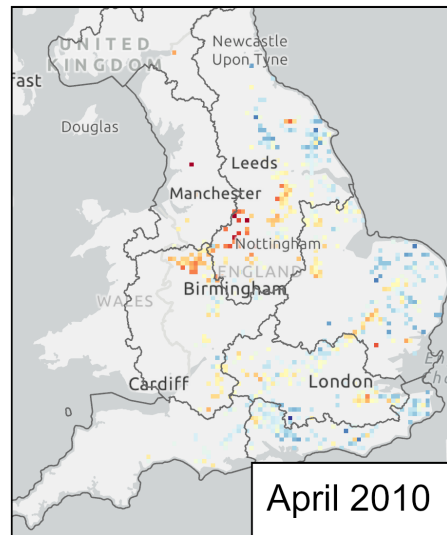 UNITED
KINGDOM
Newcastle
Upon Tyne
fast
Douglas
Leeds
Manchester
Nottingham
ENGLAND
WALES
Birmingham
Cardiff
London
April 2010